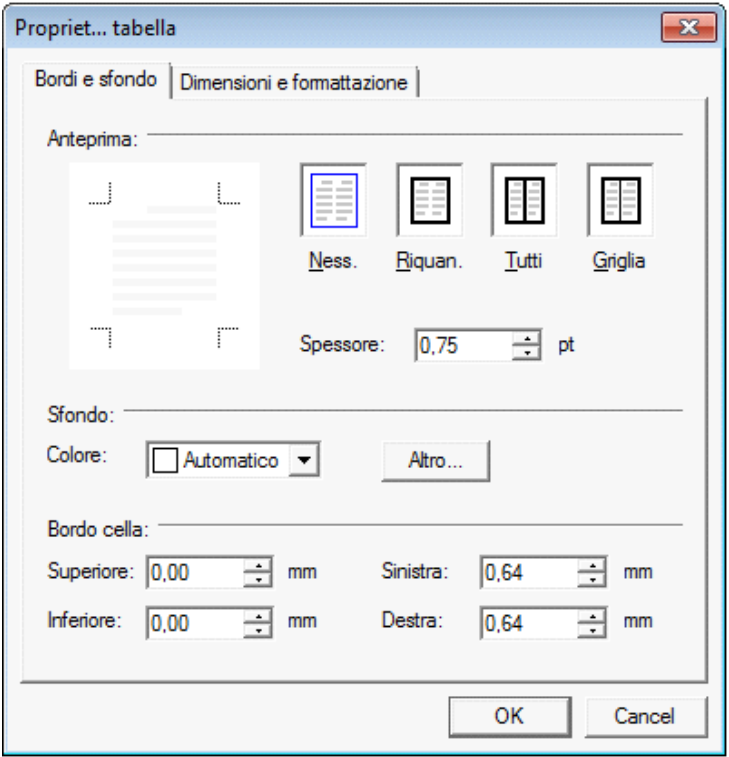 Propriet... tabella
Bordi e sfondo Dimensioni e formattazione
Anteprima:
Ness. Riquan. Tutti Griglia
Spessore: 0,75 pt
Sfondo:
Colore: Automatico Altro...
Bordo cella:
Superiore: 0,00 mm Sinistra: 0,64 mm
Inferiore: 0,00 mm Destra: 0,64 mm
OK Cancel